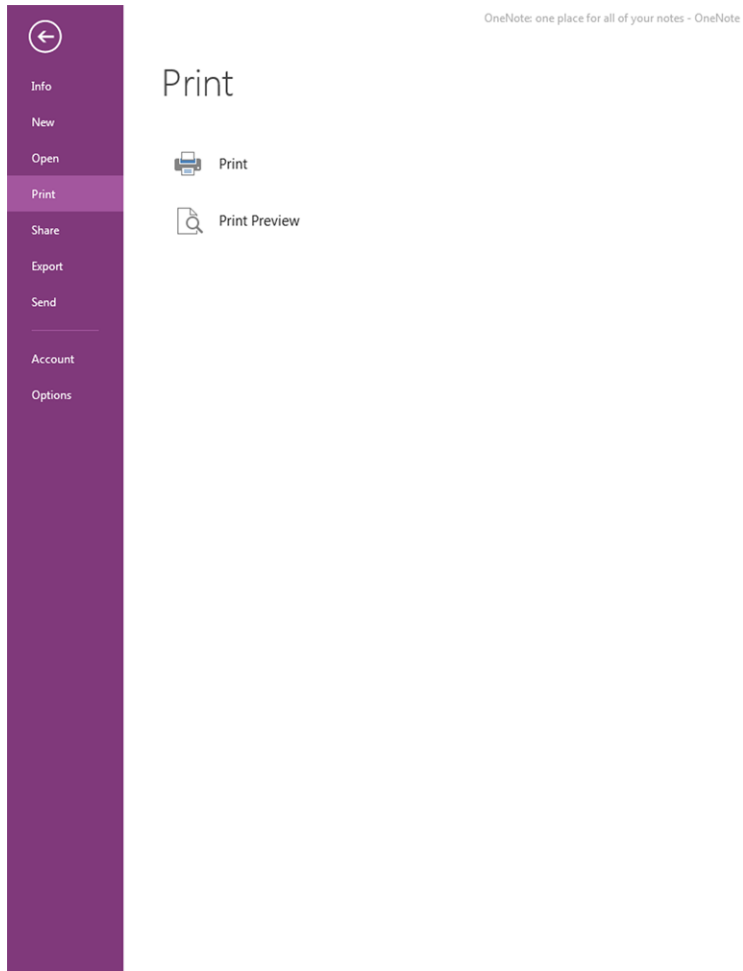 OneNote: one place for all of your notes - OneNote
Info
New
Open
Print
Share
Export
Send
Account
Options
Print
Print
Print Preview